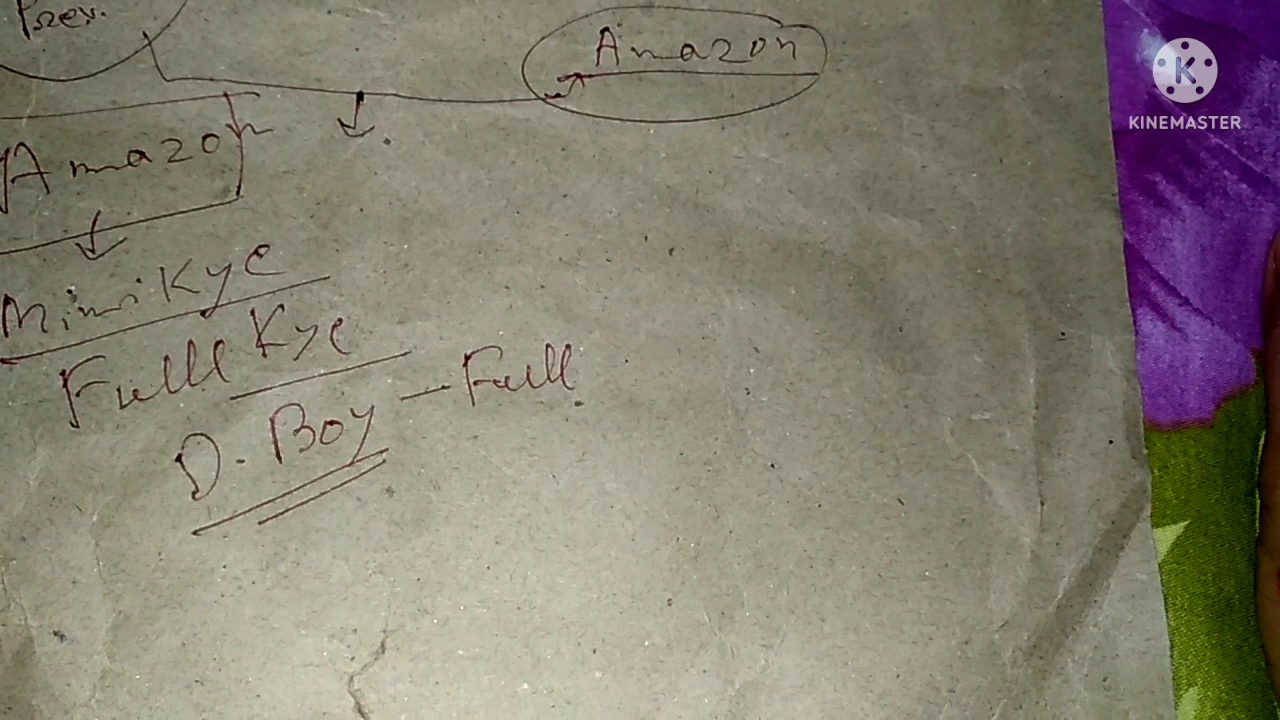 Prev.
Amazon
Amazon
Mini Kyc
Full Kyc
D. Boy - Full
KINEMASTER